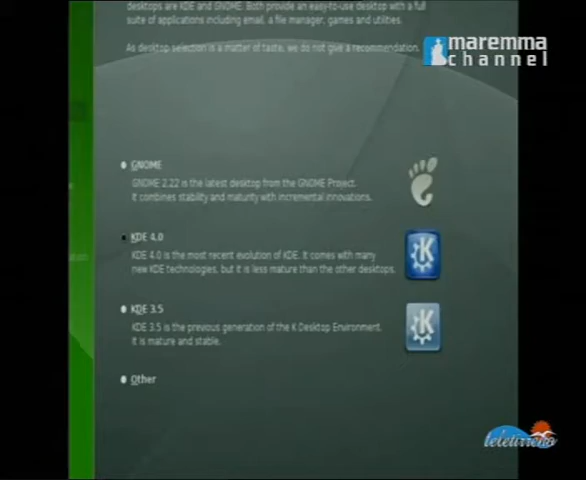 desktops are KDE and GNOME. Both provide an easy-to-use desktop with a full
suite of applications including email, a file manager, games and utilities.
As desktop selection is a matter of taste, we do not give a recommendation.
maremma
channel
GNOME
GNOME 2.22 is the latest desktop from the GNOME Project.
It combines stability and maturity with incremental innovations.
KDE 4.0
KDE 4.0 is the most recent evolution of KDE. It comes with many
new KDE technologies, but it is less mature than the other desktops.
KDE 3.5
KDE 3.5 is the previous generation of the K Desktop Environment.
It is mature and stable.
Other
teletirreno